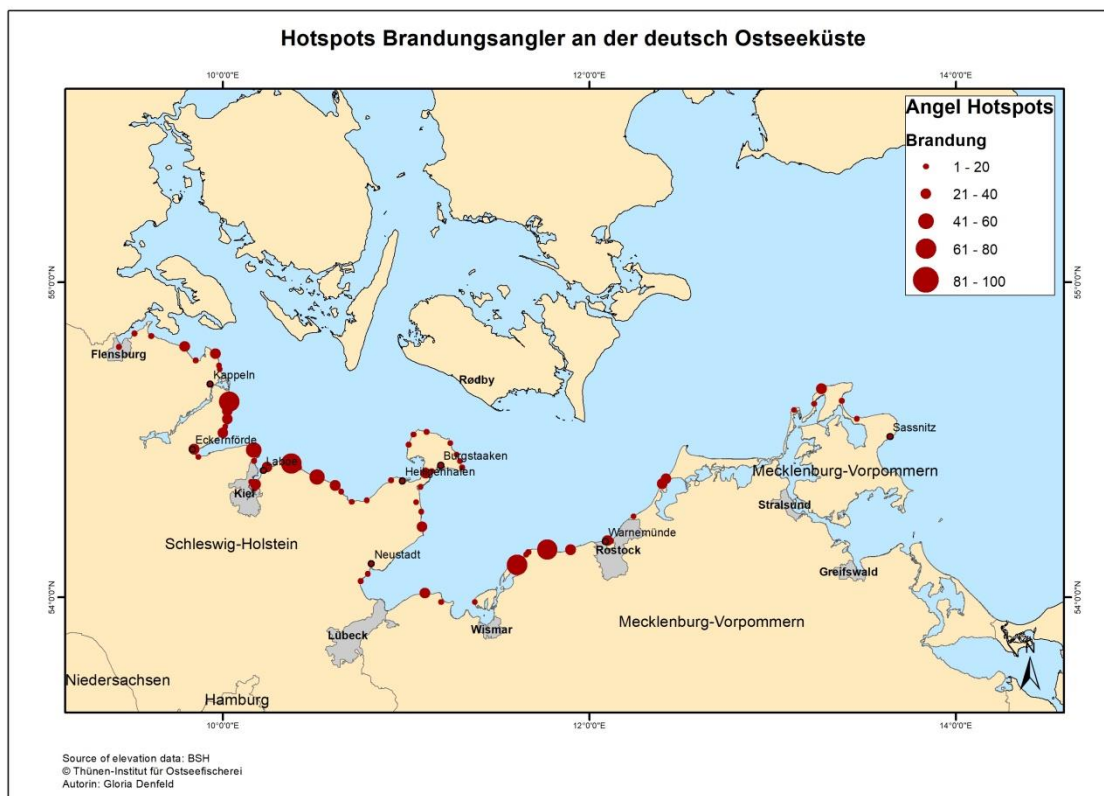 Hotspots Brandungsangler an der deutsch Ostseeküste
10°0'0"E
12°0'0"E
14°0'0"E
Angel Hotspots
Brandung
1 - 20
21 - 40
41 - 60
61 - 80
81 - 100
55°0'0"N
55°0'0"N
Flensburg
Kappeln
Rødby
Eckernförde
Laboe
Burgstaaken
Heiligenhafen
Sassnitz
Kiel
Mecklenburg-Vorpommern
Stralsund
Schleswig-Holstein
Warnemünde
Rostock
Neustadt
Greifswald
54°0'0"N
54°0'0"N
Lübeck
Wismar
Mecklenburg-Vorpommern
Niedersachsen
Hamburg
N
10°0'0"E
12°0'0"E
14°0'0"E
Source of elevation data: BSH
© Thünen-Institut für Ostseefischerei
Autorin: Gloria Denfeld